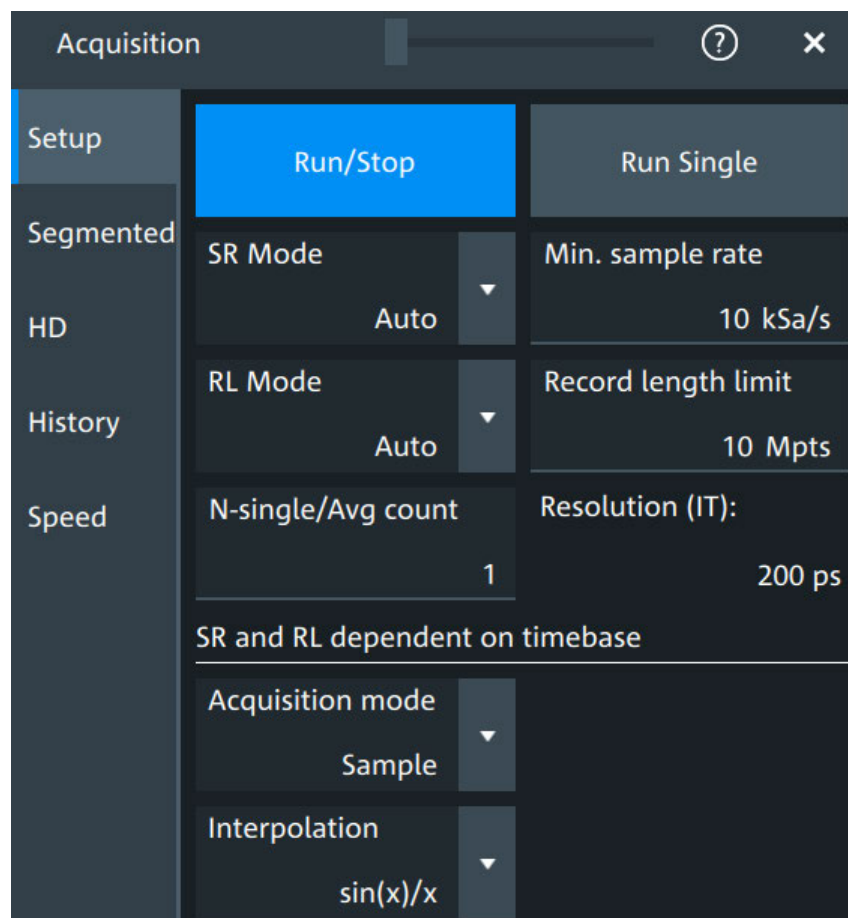 Acquisition
?
×
Setup
Segmented
HD
History
Speed
Run/Stop
Run Single
SR Mode
Auto
Min. sample rate
10 kSa/s
RL Mode
Auto
Record length limit
10 Mpts
N-single/Avg count
1
Resolution (IT):
200 ps
SR and RL dependent on timebase
Acquisition mode
Sample
Interpolation
sin(x)/x